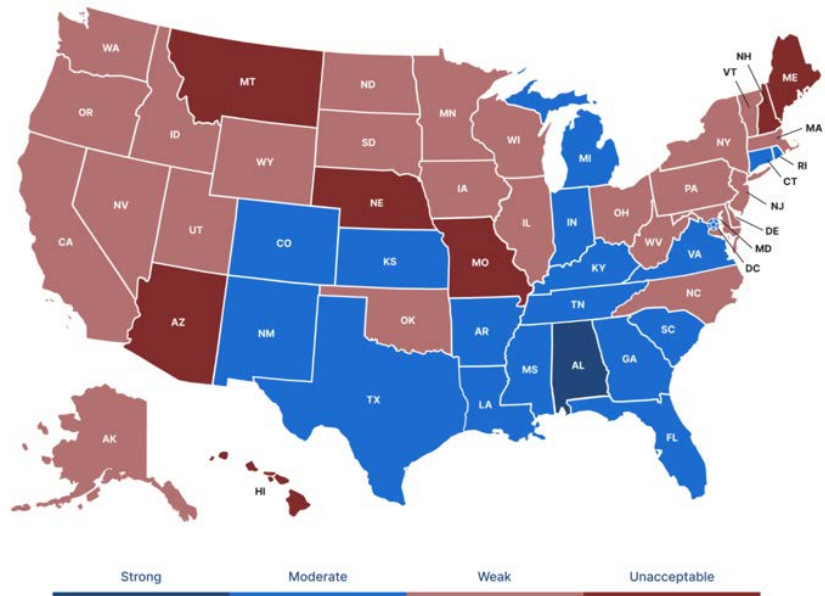 WA
MT
ND
MN
OR
ID
SD
WI
WY
MI
NH
VT
ME
MA
NY
RI
CT
NV
UT
NE
IA
IL
IN
OH
PA
NJ
DE
MD
DC
CA
CO
KS
MO
KY
WV
VA
AZ
NM
OK
AR
TN
NC
SC
TX
LA
MS
AL
GA
FL
AK
HI
Strong Moderate Weak Unacceptable